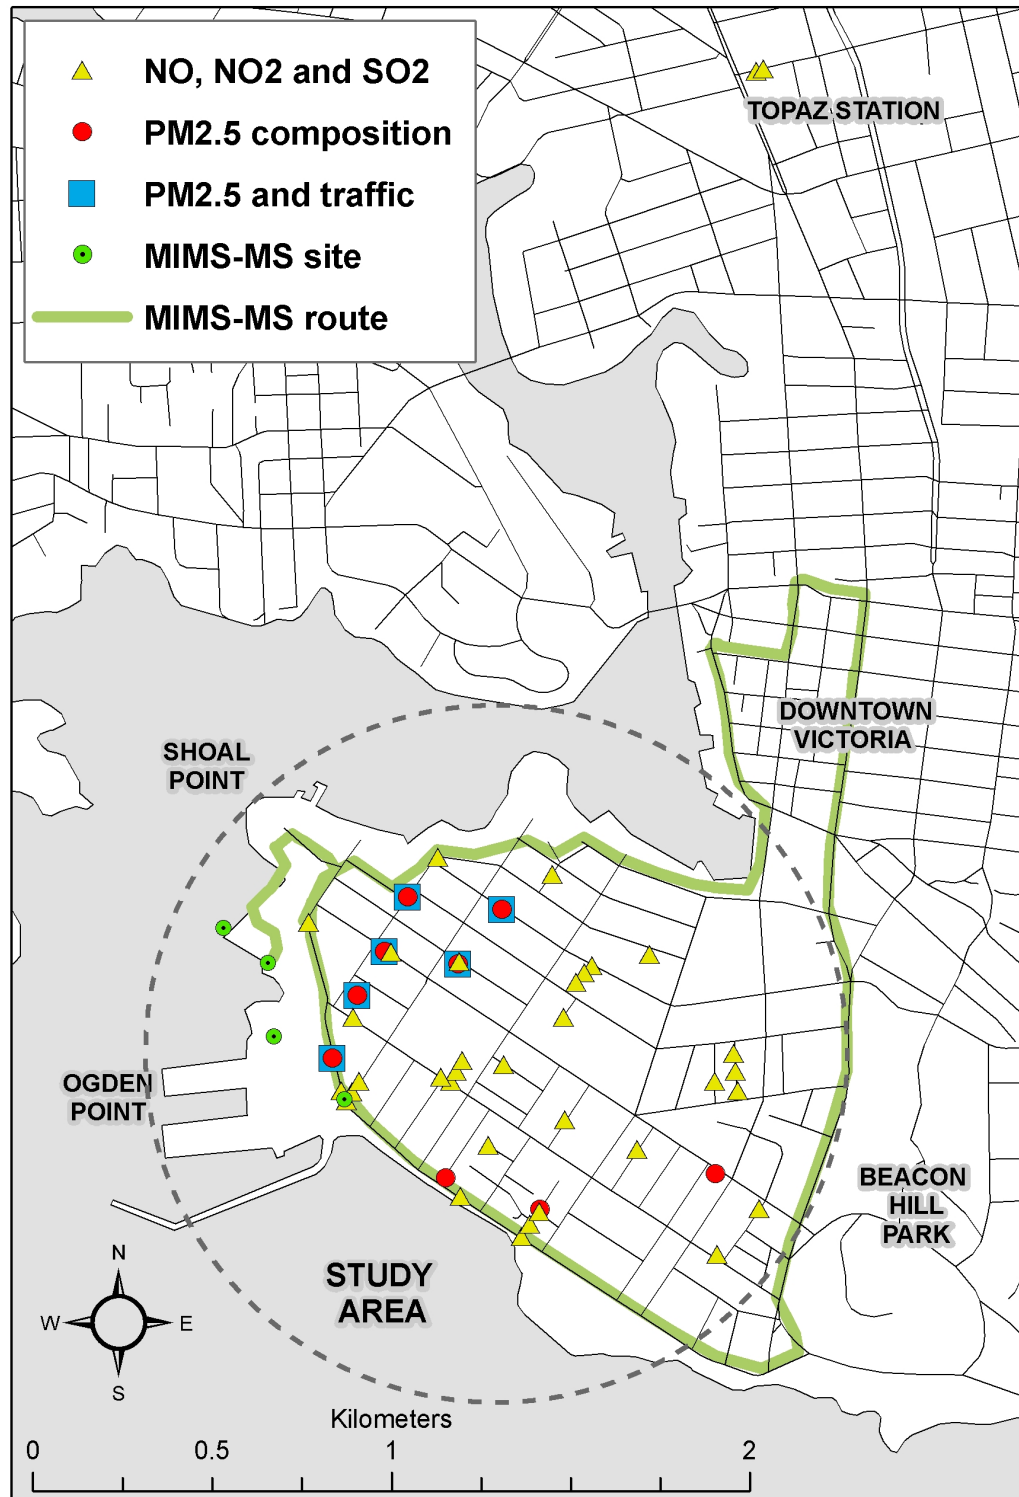 NO, NO2 and SO2
PM2.5 composition
PM2.5 and traffic
MIMS-MS site
MIMS-MS route
TOPAZ STATION
DOWNTOWN
VICTORIA
SHOAL
POINT
OGDEN
POINT
BEACON
HILL
PARK
STUDY
AREA
N
W
E
S
Kilometers
0
0.5
1
2